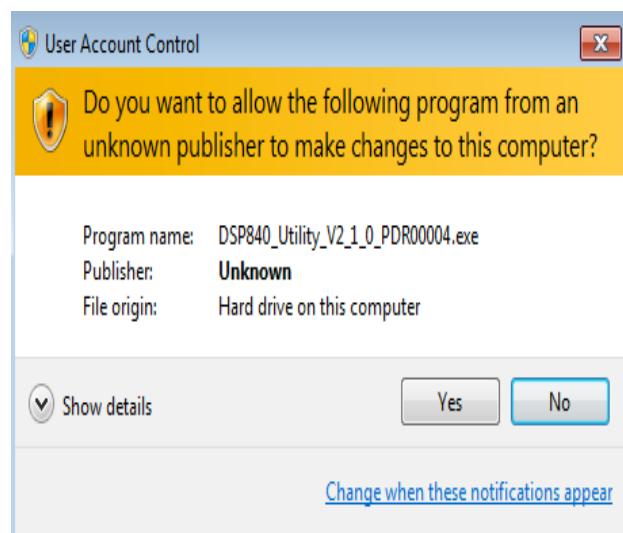 User Account Control
Do you want to allow the following program from an
unknown publisher to make changes to this computer?
Program name: DSP840_Utility_V2_1_0_PDR00004.exe
Publisher: Unknown
File origin: Hard drive on this computer
Show details Yes No
Change when these notifications appear